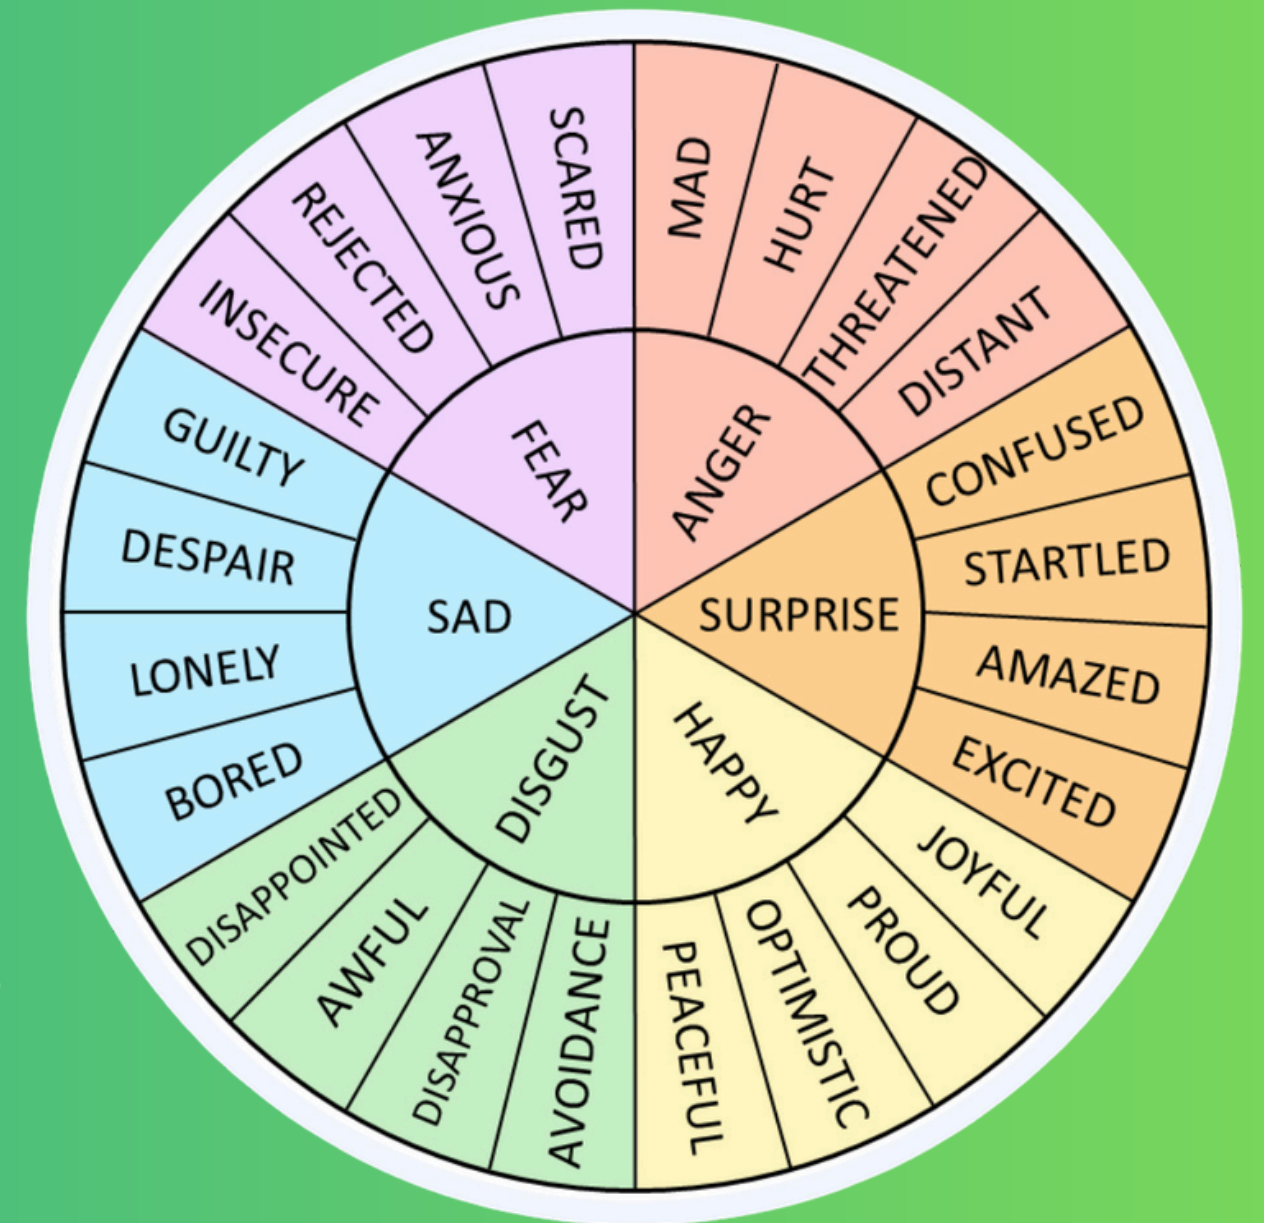 MAD
HURT
THREATENED
DISTANT
ANGER
CONFUSED
STARTLED
AMAZED
EXCITED
SURPRISE
JOYFUL
PROUD
OPTIMISTIC
PEACEFUL
HAPPY
AVOIDANCE
DISAPPROVAL
AWFUL
DISAPPOINTED
DISGUST
BORED
LONELY
DESPAIR
GUILTY
SAD
INSECURE
REJECTED
ANXIOUS
SCARED
FEAR